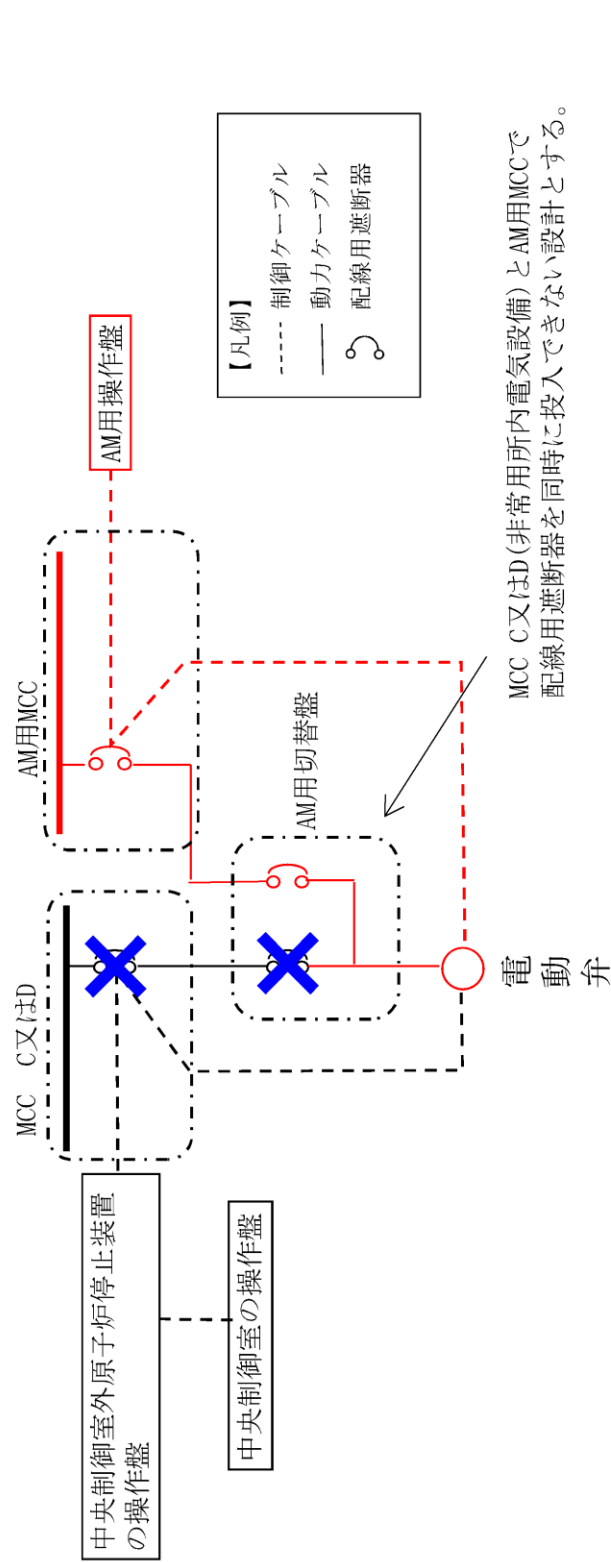 MCC C又はD
AM用MCC
中央制御室外原子炉停止装置
の操作盤
中央制御室の操作盤
AM用操作盤
AM用切替盤
電動弁
【凡例】
制御ケーブル
動力ケーブル
配線用遮断器
MCC C又はD(非常用所内電気設備)とAM用MCCで
配線用遮断器を同時に投入できない設計とする。